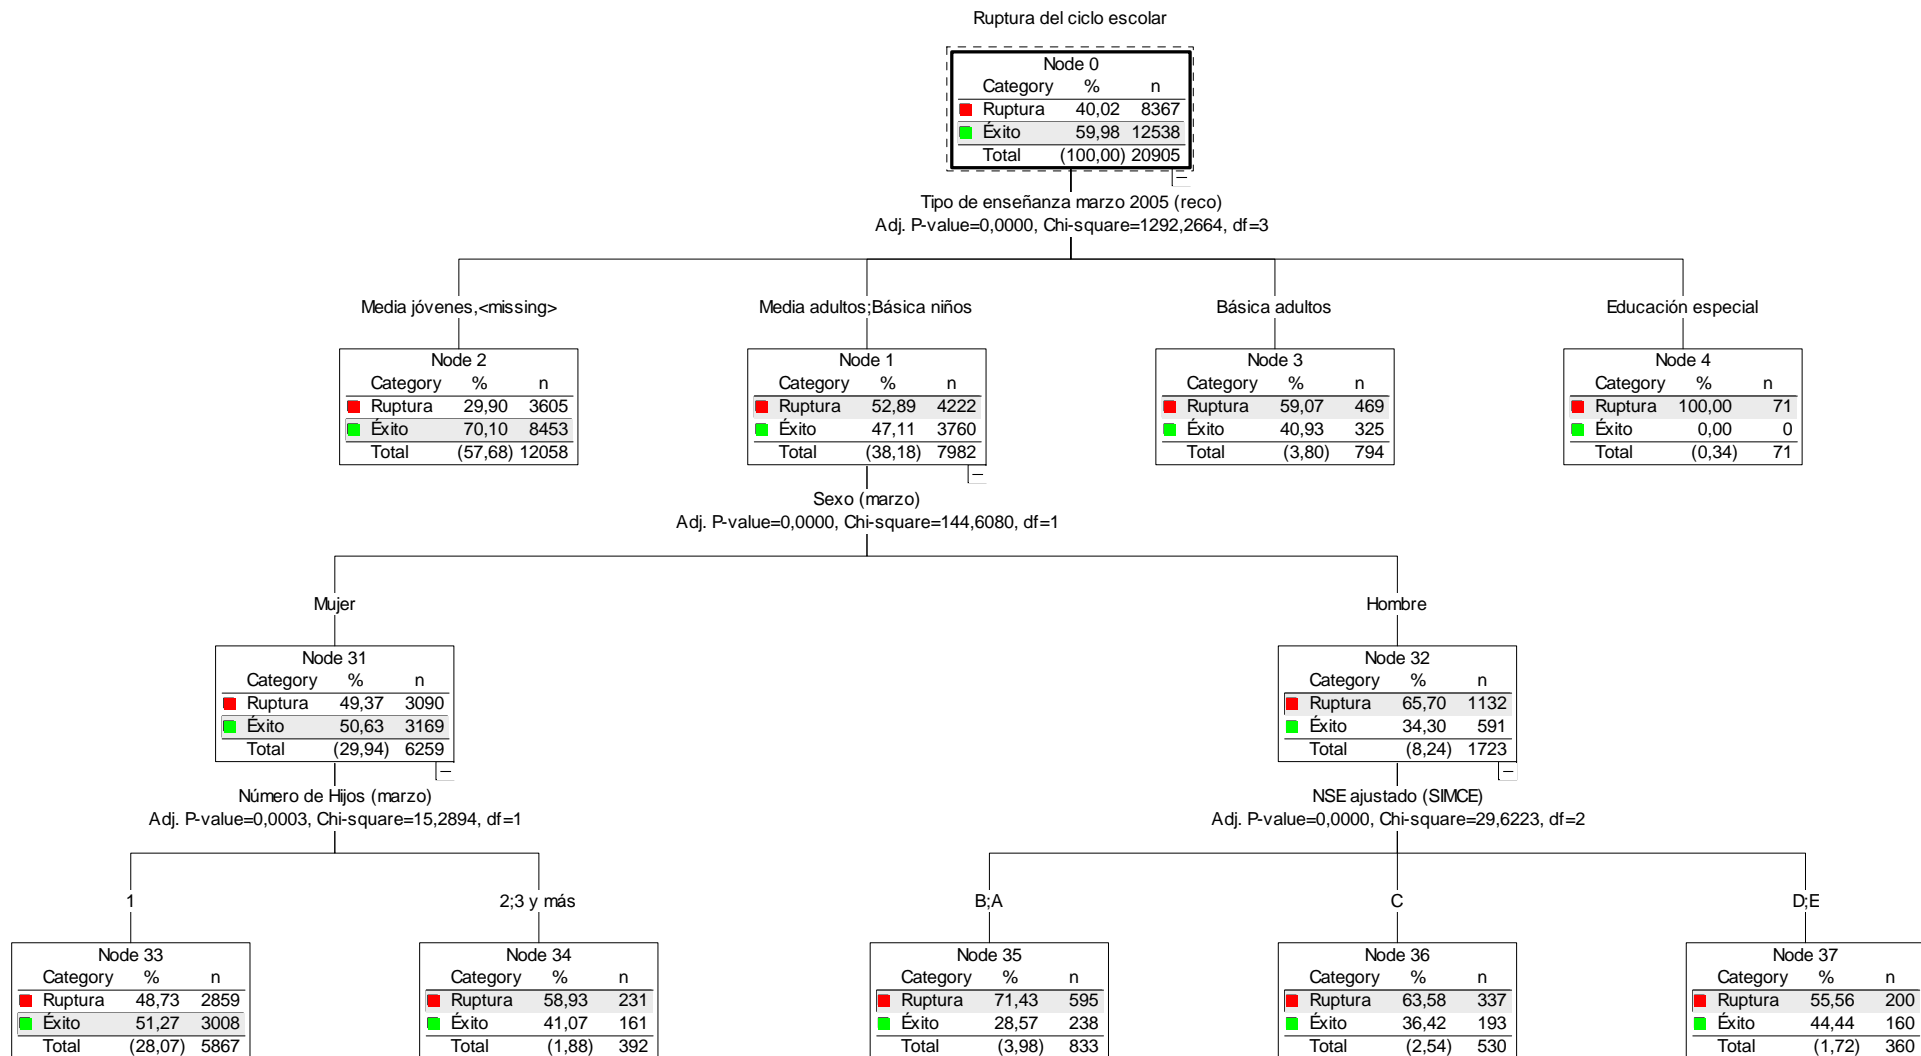 Ruptura del ciclo escolar
Node 0
Category % n
Ruptura 40,02 8367
Éxito 59,98 12538
Total (100,00) 20905
Tipo de enseñanza marzo 2005 (reco)
Adj. P-value=0,0000, Chi-square=1292,2664, df=3
Media jóvenes,<missing>
Node 2
Category % n
Ruptura 29,90 3605
Éxito 70,10 8453
Total (57,68) 12058
Media adultos;Básica niños
Node 1
Category % n
Ruptura 52,89 4222
Éxito 47,11 3760
Total (38,18) 7982
Básica adultos
Node 3
Category % n
Ruptura 59,07 469
Éxito 40,93 325
Total (3,80) 794
Educación especial
Node 4
Category % n
Ruptura 100,00 71
Éxito 0,00 0
Total (0,34) 71
Sexo (marzo)
Adj. P-value=0,0000, Chi-square=144,6080, df=1
Mujer
Node 31
Category % n
Ruptura 49,37 3090
Éxito 50,63 3169
Total (29,94) 6259
Hombre
Node 32
Category % n
Ruptura 65,70 1132
Éxito 34,30 591
Total (8,24) 1723
Número de Hijos (marzo)
Adj. P-value=0,0003, Chi-square=15,2894, df=1
NSE ajustado (SIMCE)
Adj. P-value=0,0000, Chi-square=29,6223, df=2
1
Node 33
Category % n
Ruptura 48,73 2859
Éxito 51,27 3008
Total (28,07) 5867
2;3 y más
Node 34
Category % n
Ruptura 58,93 231
Éxito 41,07 161
Total (1,88) 392
B;A
Node 35
Category % n
Ruptura 71,43 595
Éxito 28,57 238
Total (3,98) 833
C
Node 36
Category % n
Ruptura 63,58 337
Éxito 36,42 193
Total (2,54) 530
D;E
Node 37
Category % n
Ruptura 55,56 200
Éxito 44,44 160
Total (1,72) 360